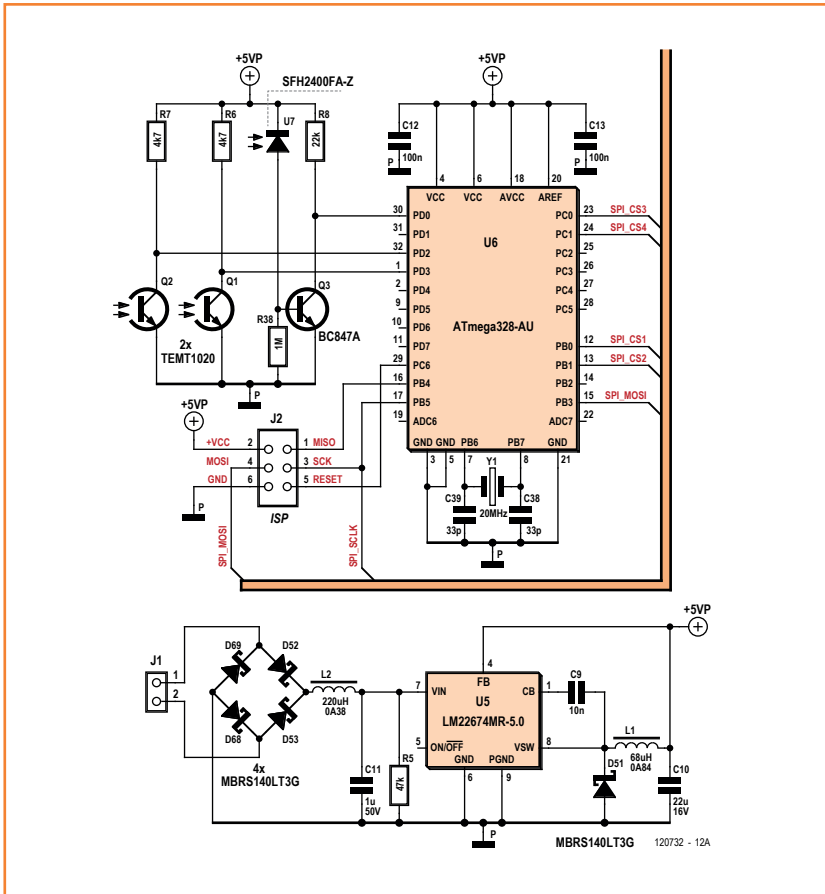 +5VP
+5VP
SFH2400FA-Z
R7
R6
U7
R8
4k7
4k7
22k
C12
100n
P
C13
100n
P
4
6
18
20
VCC
VCC
AVCC
AREF
U6
ATmega328-AU
30 PD0
31 PD1
32 PD2
1 PD3
2 PD4
9 PD5
10 PD6
11 PD7
29 PC6
16 PB4
17 PB5
19 ADC6
PC0 23 SPI_CS3
PC1 24 SPI_CS4
PC2 25
PC3 26
PC4 27
PC5 28
PB0 12 SPI_CS1
PB1 13 SPI_CS2
PB2 14
PB3 15 SPI_MOSI
ADC7 22
GND
GND
PB6
PB7
GND
3
5
7
8
21
Q2
Q1
Q3
2x
TEMT1020
R38
1M
BC847A
P
+5VP
J2
+VCC 2
1 MISO
MOSI 4
3 SCK
GND 6
5 RESET
ISP
P
SPI_MOSI
SPI_SCLK
Y1
20MHz
C39
33p
C38
33p
P
+5VP
J1
1
2
D69
D52
D68
D53
4x
MBRS140LT3G
L2
220uH
0A38
C11
1u
50V
R5
47k
4
FB
7 VIN
U5
CB 1
LM22674MR-5.0
5 ON/OFF
VSW 8
GND
PGND
6
9
C9
10n
L1
68uH
0A84
D51
C10
22u
16V
P
MBRS140LT3G
120732 - 12A